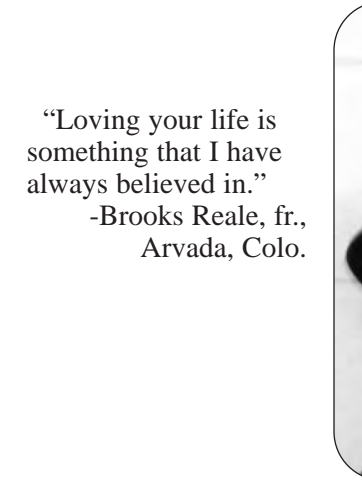 “Loving your life is
something that I have
always believed in.”
-Brooks Reale, fr.,
Arvada, Colo.